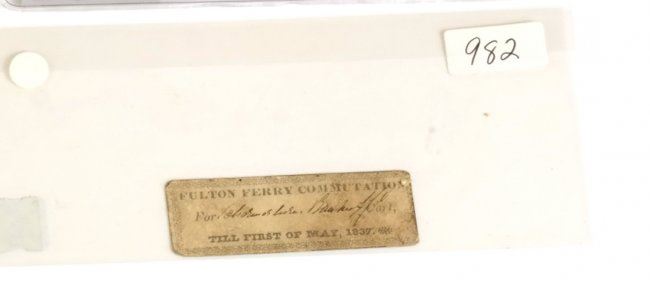 982
FULTON FERRY COMMUTATION
For
TILL FIRST OF MAY, 1837.